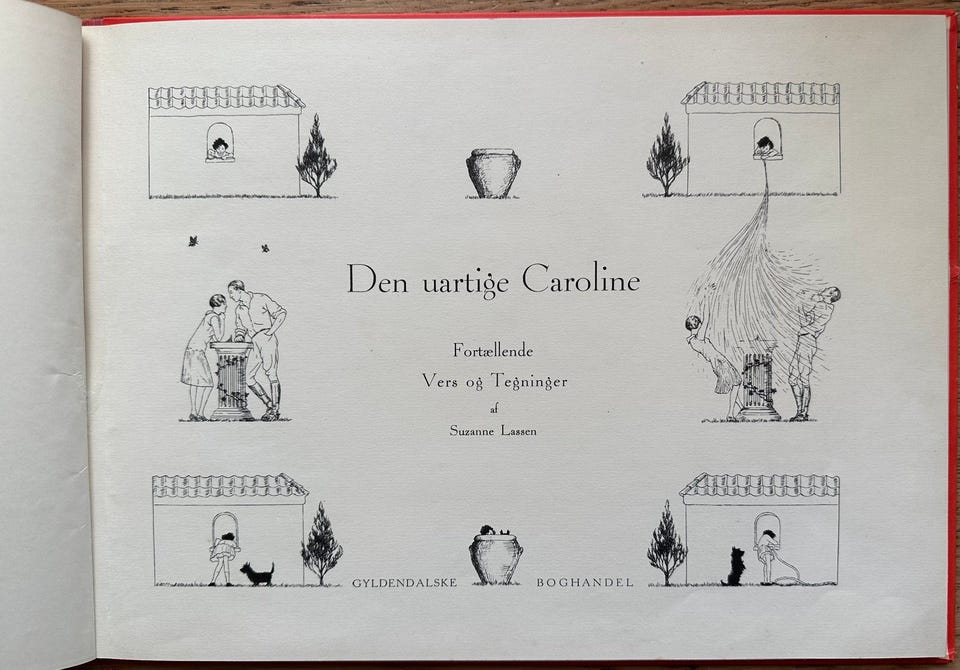 Den uartige Caroline
Fortællende
Vers og Tegninger
af
Suzanne Lassen
GYLDENDALSKE BOGHANDEL